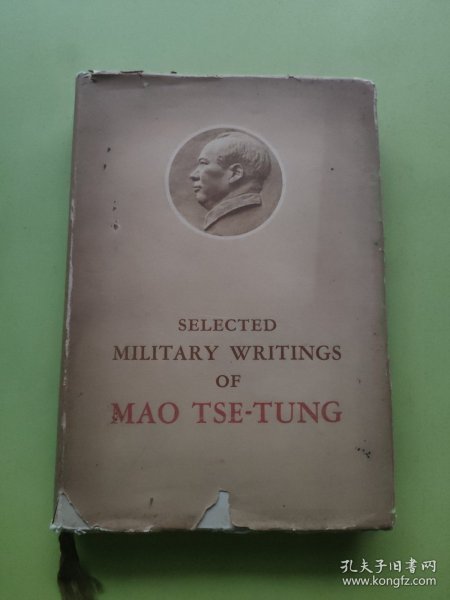 SELECTED
MILITARY WRITINGS
OF
MAO TSE-TUNG
孔夫子旧书网
www.kongfz.com